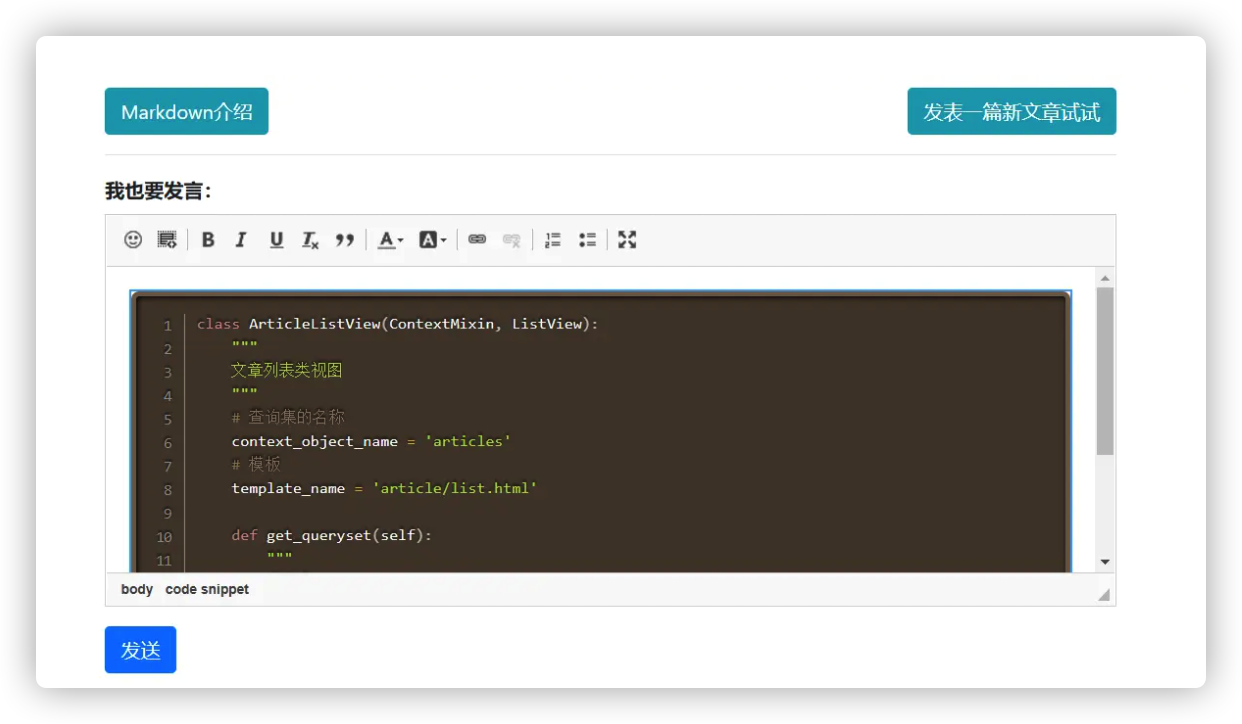 Markdown介绍
发表一篇新文章试试
我也要发言：
1 class ArticleListView(ContextMixin, ListView):
2     """
3     文章列表类视图
4     """
5     # 查询集的名称
6     context_object_name = 'articles'
7     # 模板
8     template_name = 'article/list.html'
9
10     def get_queryset(self):
11         """
body code snippet
发送